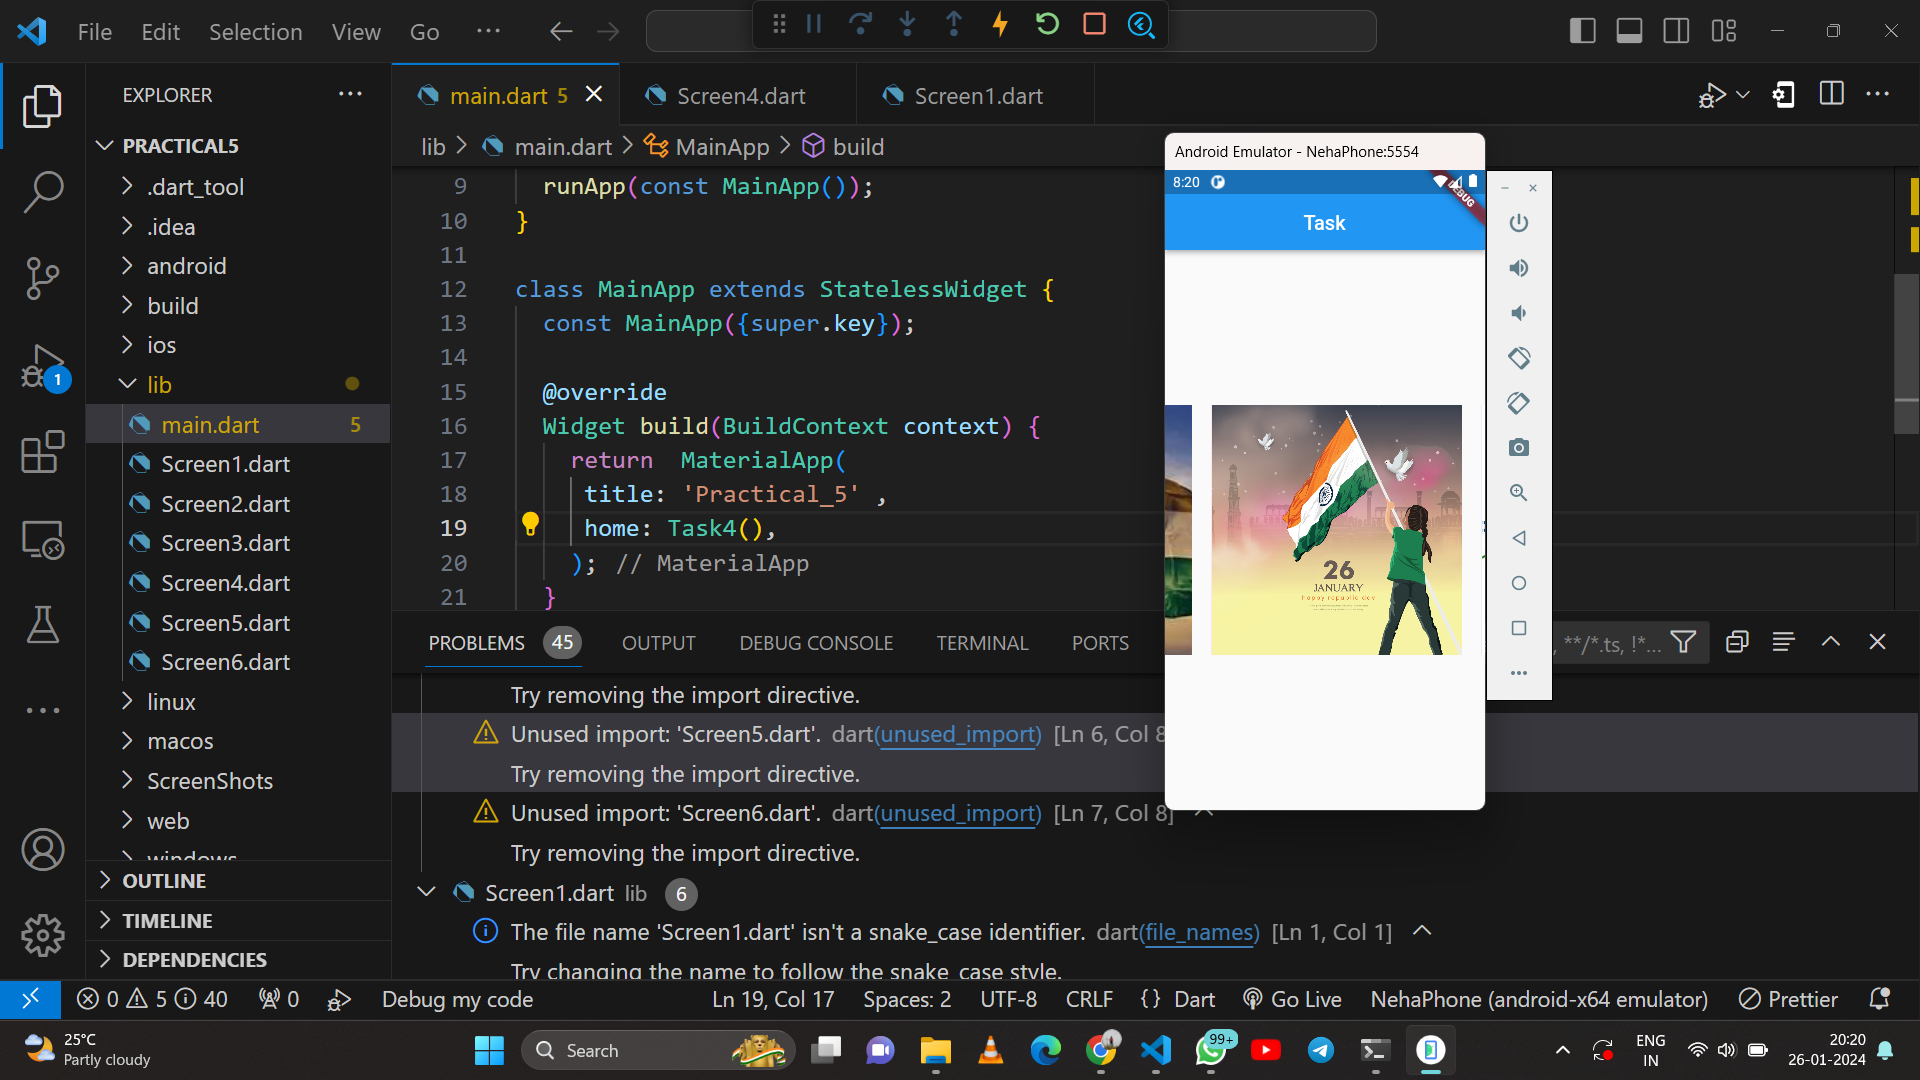 File Edit Selection View Go ···
EXPLORER ···
PRACTICAL5
.dart_tool
.idea
android
build
ios
lib
main.dart 5
Screen1.dart
Screen2.dart
Screen3.dart
Screen4.dart
Screen5.dart
Screen6.dart
linux
macos
ScreenShots
web
windows
OUTLINE
TIMELINE
DEPENDENCIES
1
main.dart 5
Screen4.dart
Screen1.dart
lib > main.dart > MainApp > build
9 runApp(const MainApp());
10 }
11
12 class MainApp extends StatelessWidget {
13 const MainApp({super.key});
14
15 @override
16 Widget build(BuildContext context) {
17 return MaterialApp(
18 title: 'Practical_5' ,
19 home: Task4(),
20 ); // MaterialApp
21 }
Android Emulator - NehaPhone:5554
8:20
DEBUG
Task
26
JANUARY
happy republic day
PROBLEMS 45 OUTPUT DEBUG CONSOLE TERMINAL PORTS
, **/*.ts, !*...
Try removing the import directive.
Unused import: 'Screen5.dart'. dart(unused_import) [Ln 6, Col 8
Try removing the import directive.
Unused import: 'Screen6.dart'. dart(unused_import) [Ln 7, Col 8]
Try removing the import directive.
Screen1.dart lib 6
The file name 'Screen1.dart' isn't a snake_case identifier. dart(file_names) [Ln 1, Col 1]
Try changing the name to follow the snake_case style.
0 5 40 0 Debug my code Ln 19, Col 17 Spaces: 2 UTF-8 CRLF {} Dart Go Live NehaPhone (android-x64 emulator) Prettier
25°C
Partly cloudy
Search
99+
ENG
IN
20:20
26-01-2024